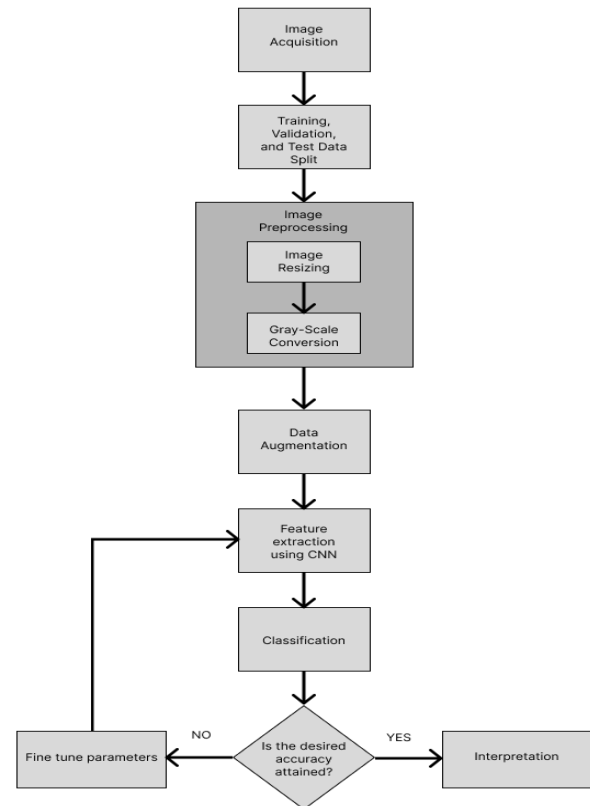 Image
Acquisition
Training,
Validation,
and Test Data
Split
Image
Preprocessing
Image
Resizing
Gray-Scale
Conversion
Data
Augmentation
Feature
extraction
using CNN
Classification
Is the desired
accuracy
attained?
NO
YES
Fine tune parameters
Interpretation